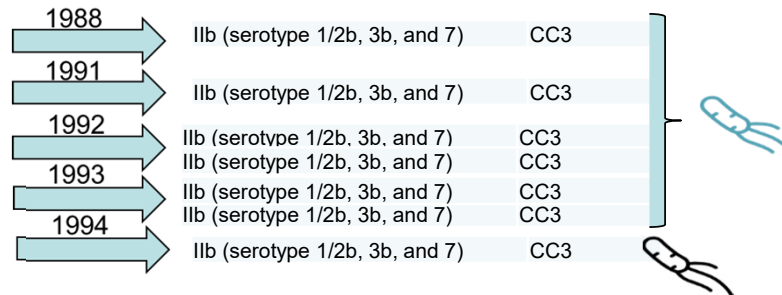 1988
IIb (serotype 1/2b, 3b, and 7) CC3
1991
IIb (serotype 1/2b, 3b, and 7) CC3
1992
IIb (serotype 1/2b, 3b, and 7) CC3
IIb (serotype 1/2b, 3b, and 7) CC3
1993
IIb (serotype 1/2b, 3b, and 7) CC3
IIb (serotype 1/2b, 3b, and 7) CC3
1994
IIb (serotype 1/2b, 3b, and 7) CC3